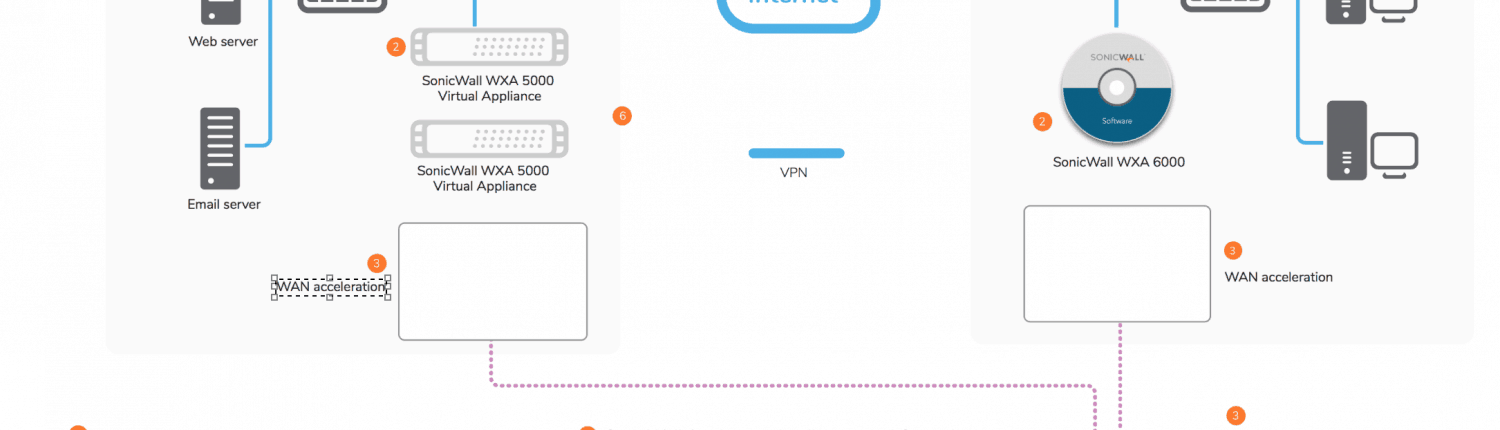 Internet
Web server
2
SonicWall WXA 5000
Virtual Appliance
6
SonicWall WXA 5000
Virtual Appliance
Email server
3
WAN acceleration
VPN
SONICWALL
Software
2
SonicWall WXA 6000
3
WAN acceleration
3